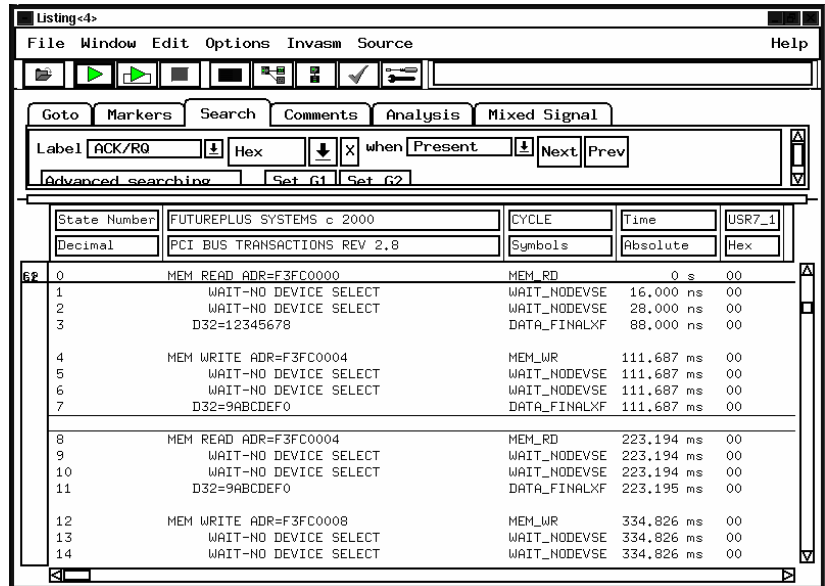 Listing<4>
File Window Edit Options Invasm Source Help
Goto Markers Search Comments Analysis Mixed Signal
Label ACK/RQ Hex X when Present Next Prev
Advanced searching Set G1 Set G2
State Number FUTUREPLUS SYSTEMS c 2000 CYCLE Time USR7_1
Decimal PCI BUS TRANSACTIONS REV 2.8 Symbols Absolute Hex
0 MEM READ ADR=F3FC0000 MEM_RD 0 s 00
1 WAIT-NO DEVICE SELECT WAIT_NODEVSE 16.000 ns 00
2 WAIT-NO DEVICE SELECT WAIT_NODEVSE 28.000 ns 00
3 D32=12345678 DATA_FINALXF 88.000 ns 00
4 MEM WRITE ADR=F3FC0004 MEM_WR 111.687 ms 00
5 WAIT-NO DEVICE SELECT WAIT_NODEVSE 111.687 ms 00
6 WAIT-NO DEVICE SELECT WAIT_NODEVSE 111.687 ms 00
7 D32=9ABCDEF0 DATA_FINALXF 111.687 ms 00
8 MEM READ ADR=F3FC0004 MEM_RD 223.194 ms 00
9 WAIT-NO DEVICE SELECT WAIT_NODEVSE 223.194 ms 00
10 WAIT-NO DEVICE SELECT WAIT_NODEVSE 223.194 ms 00
11 D32=9ABCDEF0 DATA_FINALXF 223.195 ms 00
12 MEM WRITE ADR=F3FC0008 MEM_WR 334.826 ms 00
13 WAIT-NO DEVICE SELECT WAIT_NODEVSE 334.826 ms 00
14 WAIT-NO DEVICE SELECT WAIT_NODEVSE 334.826 ms 00